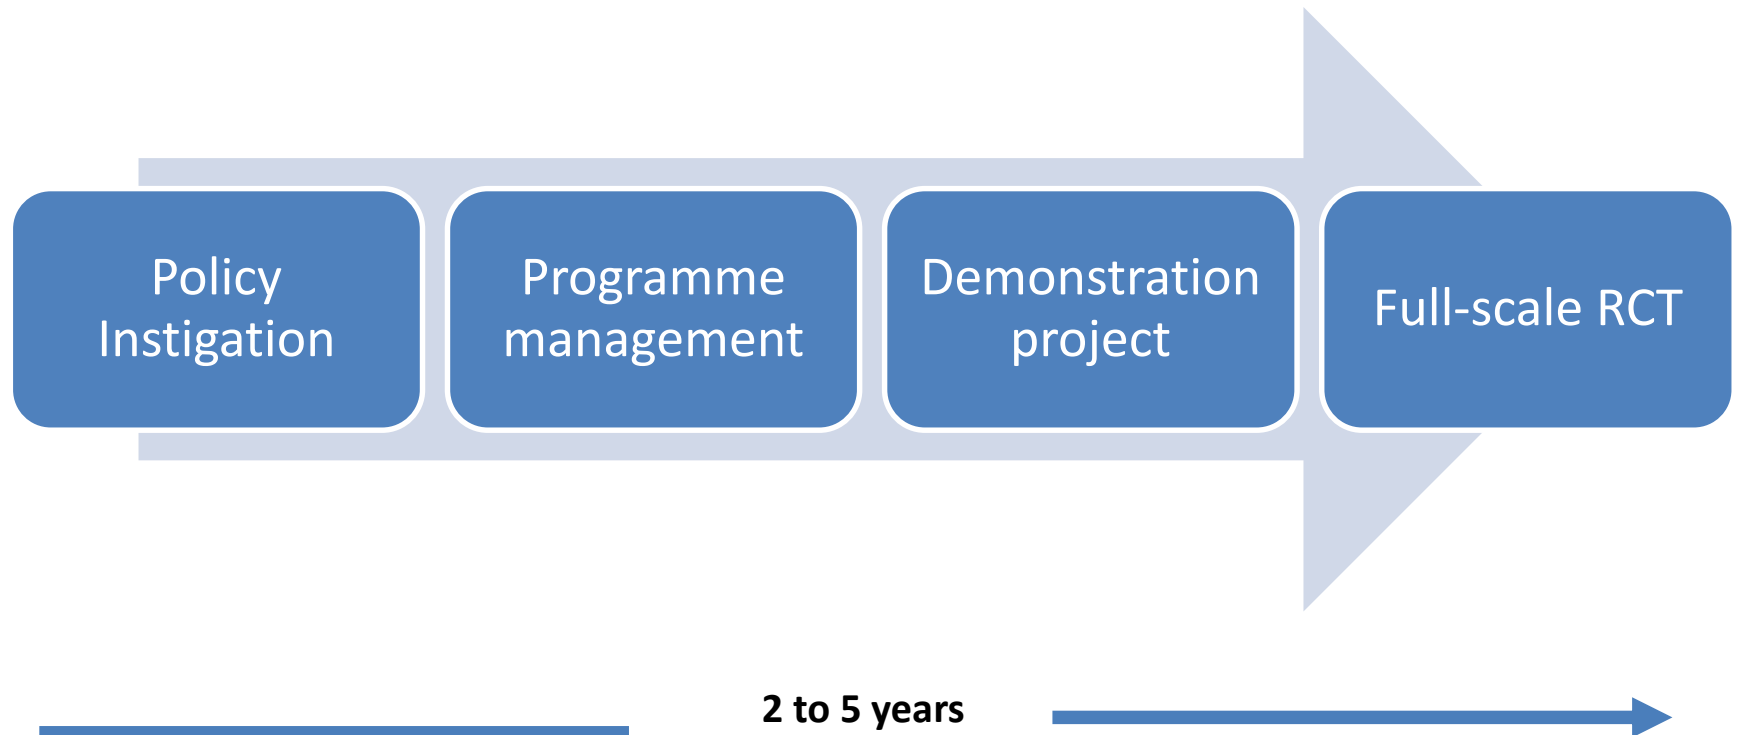 Policy
Instigation
Programme
management
Demonstration
project
Full-scale RCT
2 to 5 years